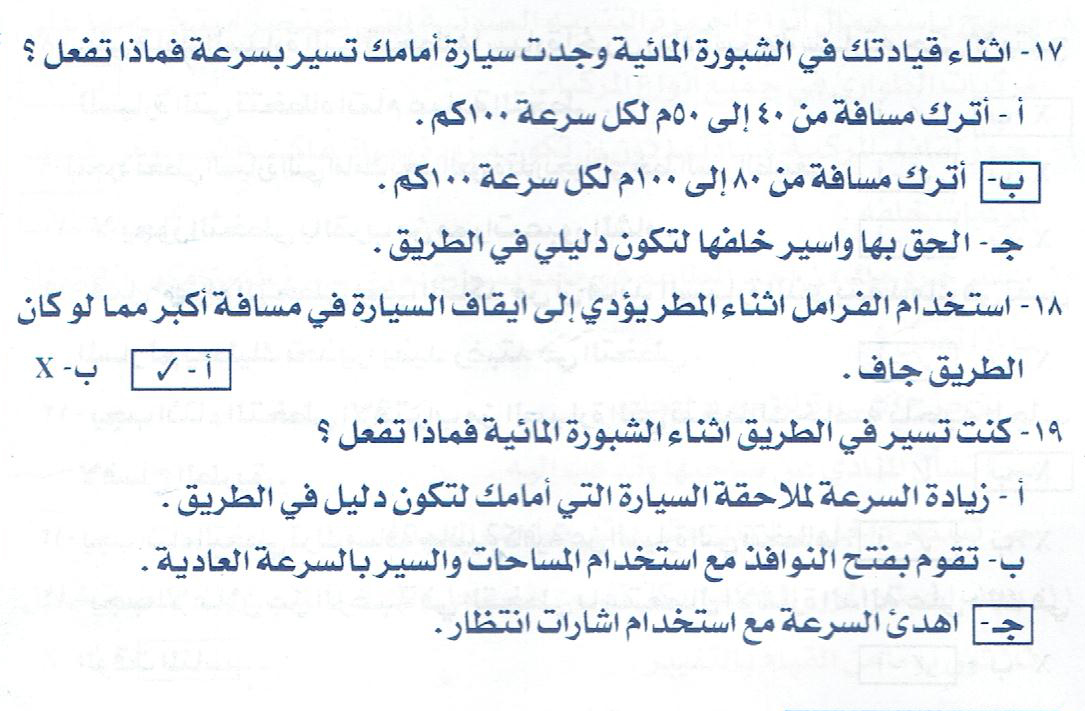 ١٧- اثناء قيادتك في الشبورة المائية وجدت سيارة أمامك تسير بسرعة فماذا تفعل ؟
أ - أترك مسافة من ٤٠ إلى ٥٠م لكل سرعة ١٠٠كم .
ب- أترك مسافة من ٨٠ إلى ١٠٠م لكل سرعة ١٠٠كم .
جـ- الحق بها واسير خلفها لتكون دليلي في الطريق .
١٨- استخدام الفرامل اثناء المطر يؤدي إلى ايقاف السيارة في مسافة أكبر مما لو كان
الطريق جاف . أ - ✓ ب- X
١٩- كنت تسير في الطريق اثناء الشبورة المائية فماذا تفعل ؟
أ - زيادة السرعة لملاحقة السيارة التي أمامك لتكون دليل في الطريق .
ب- تقوم بفتح النوافذ مع استخدام المساحات والسير بالسرعة العادية .
جـ- اهدئ السرعة مع استخدام اشارات انتظار .